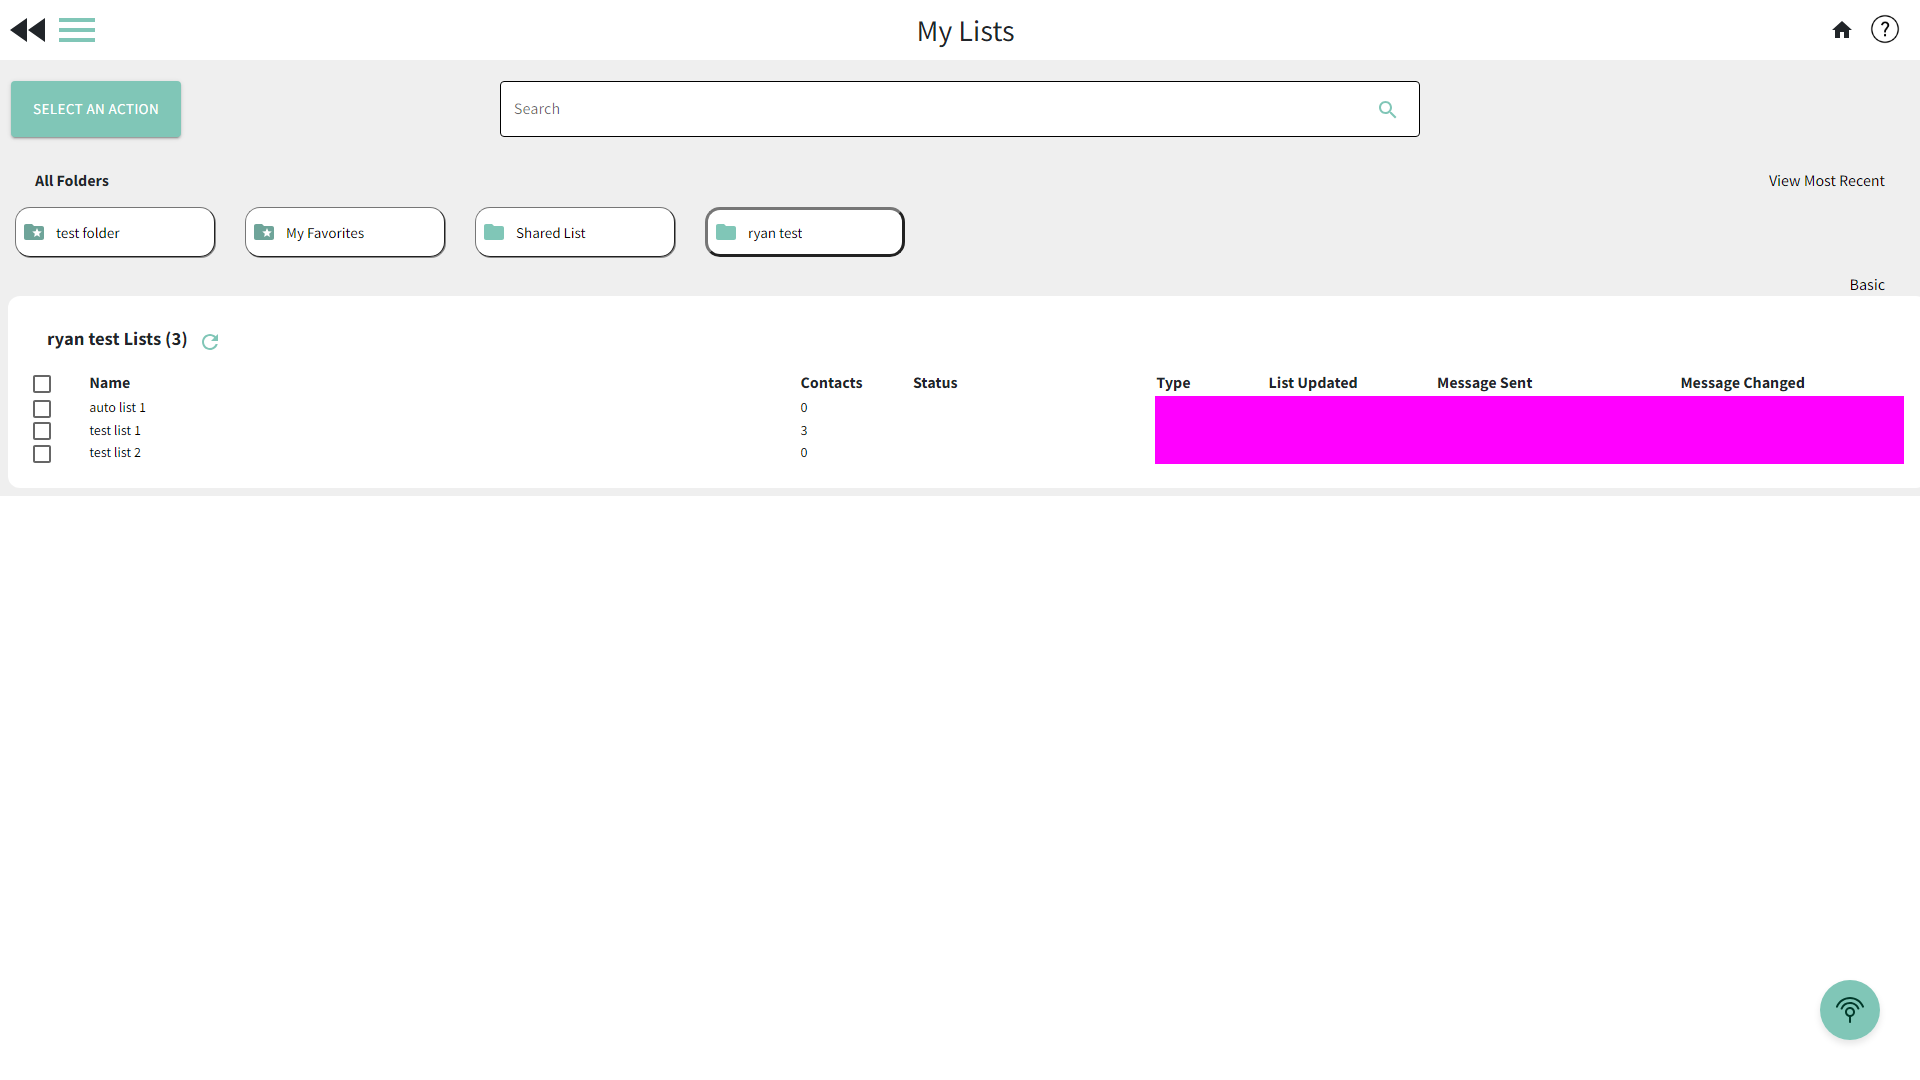 My Lists
?
SELECT AN ACTION
Search
All Folders
View Most Recent
test folder
My Favorites
Shared List
ryan test
Basic
ryan test Lists (3)
Name Contacts Status Type List Updated Message Sent Message Changed
auto list 1 0
test list 1 3
test list 2 0